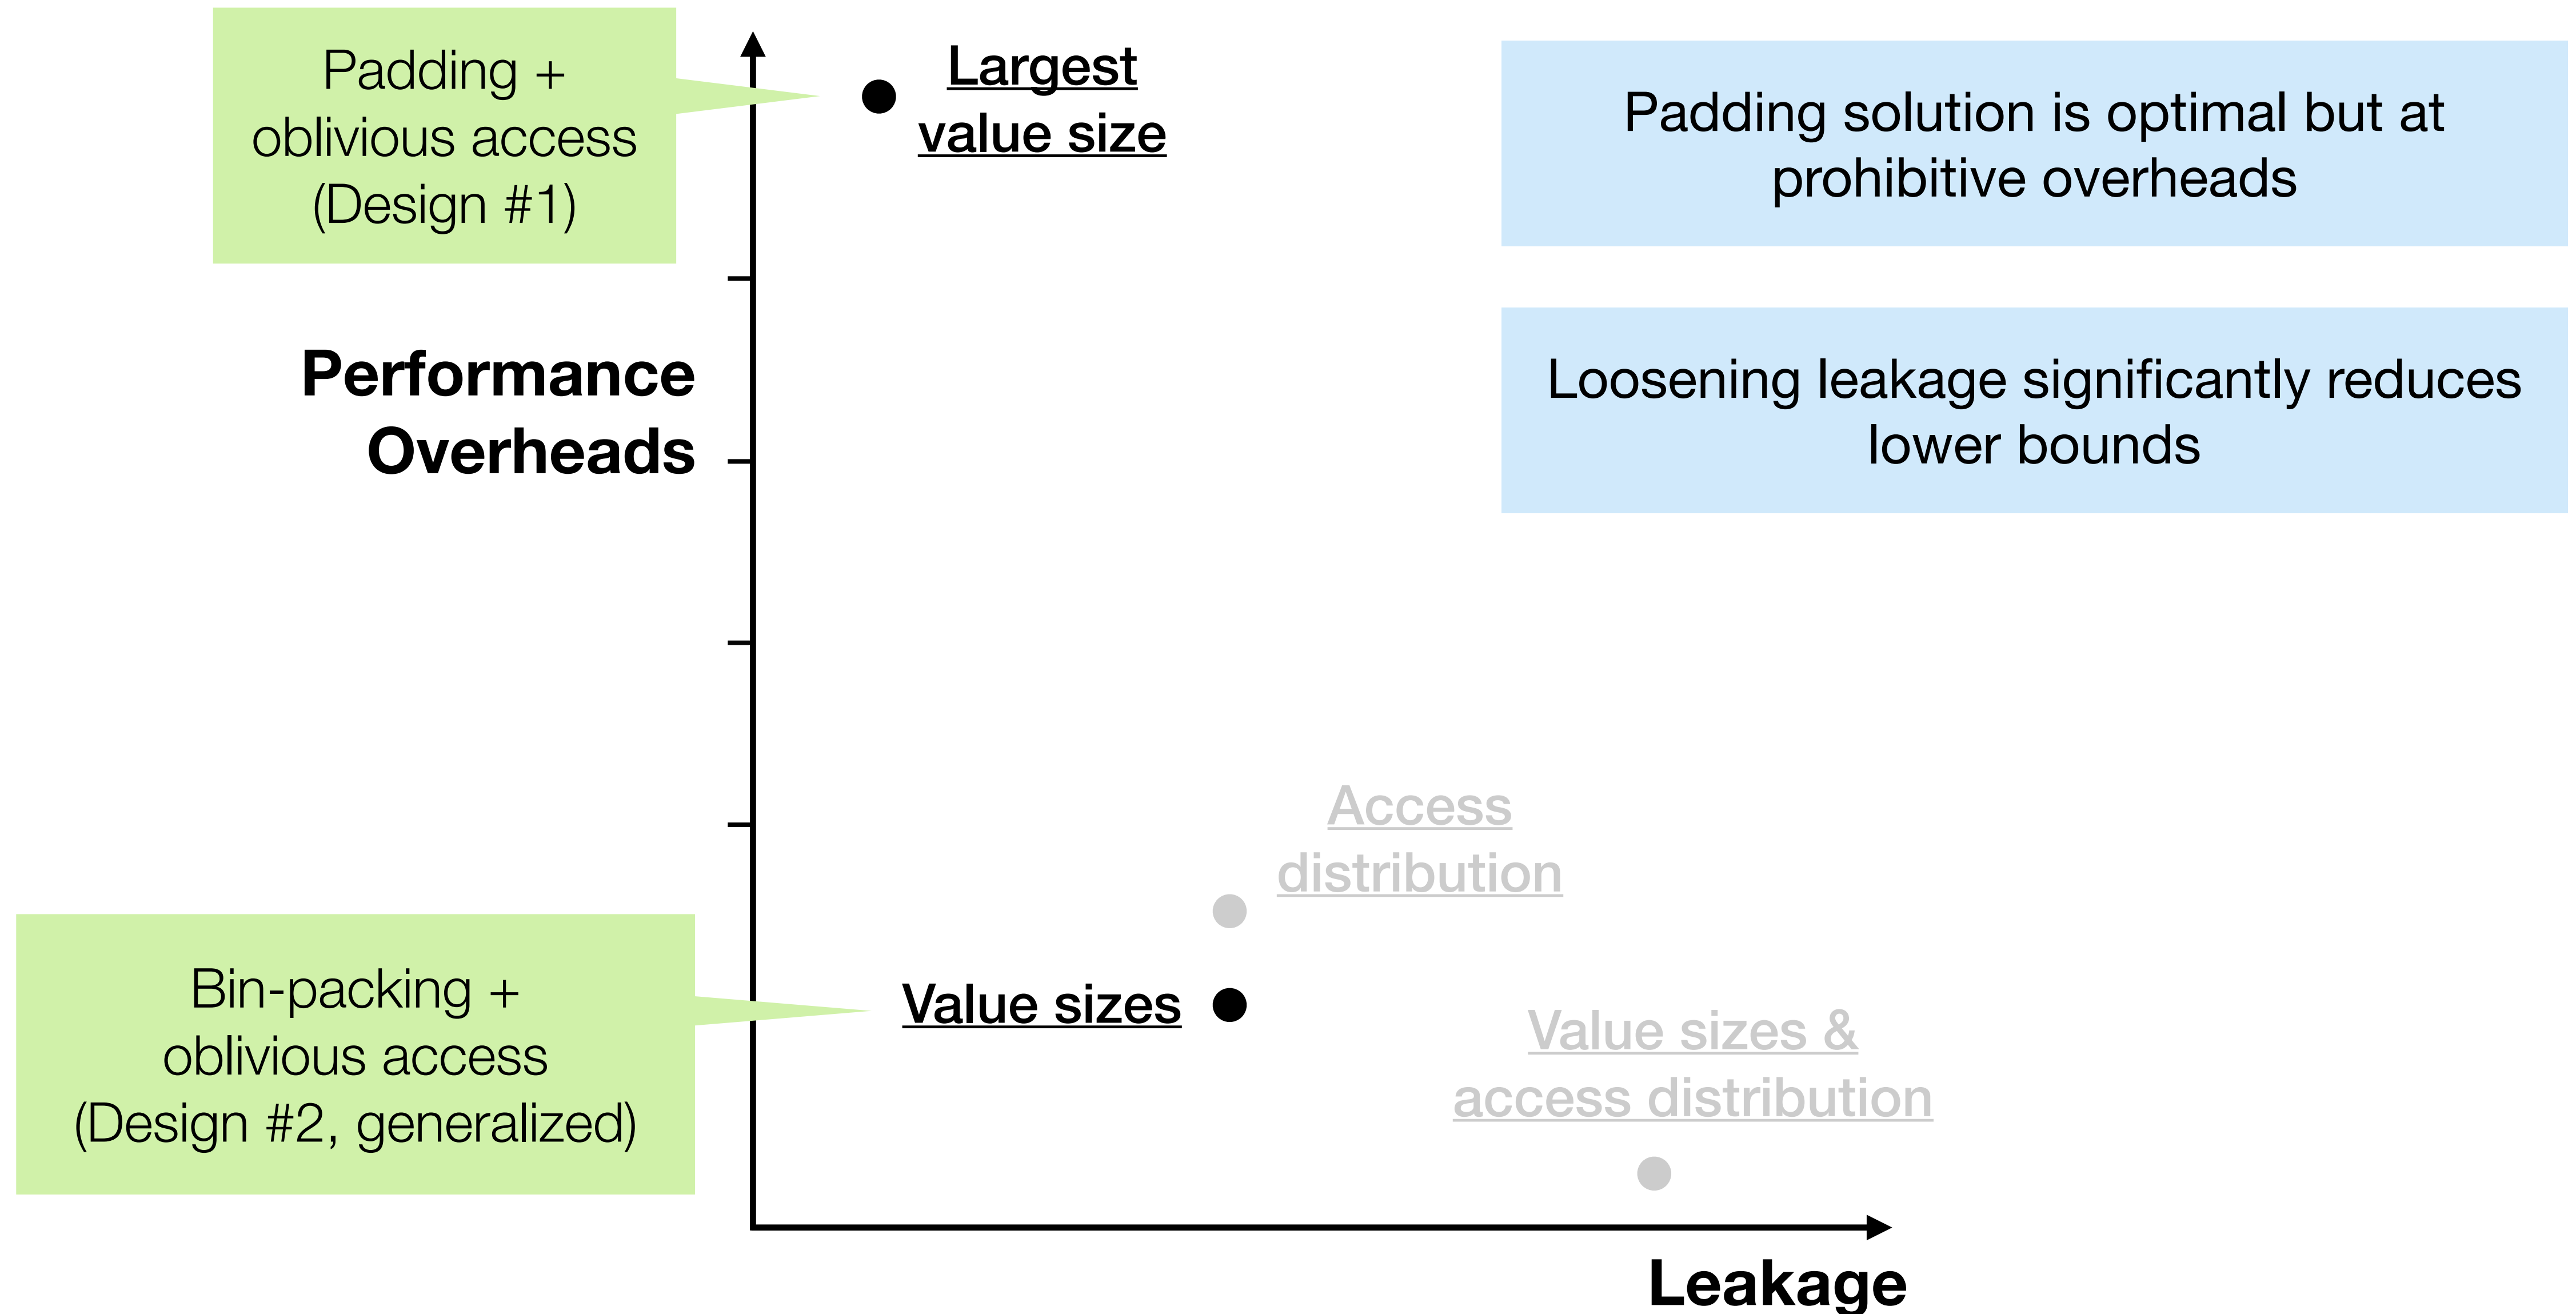 Padding +
oblivious access
(Design #1)
Largest
value size
Padding solution is optimal but at
prohibitive overheads
Loosening leakage significantly reduces
lower bounds
Performance
Overheads
Access
distribution
Bin-packing +
oblivious access
(Design #2, generalized)
Value sizes
Value sizes &
access distribution
Leakage